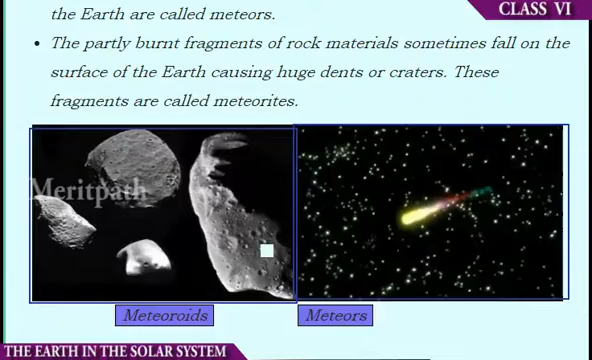 CLASS VI
the Earth are called meteors.
• The partly burnt fragments of rock materials sometimes fall on the
surface of the Earth causing huge dents or craters. These
fragments are called meteorites.
Meritpath
Meteoroids
Meteors
THE EARTH IN THE SOLAR SYSTEM